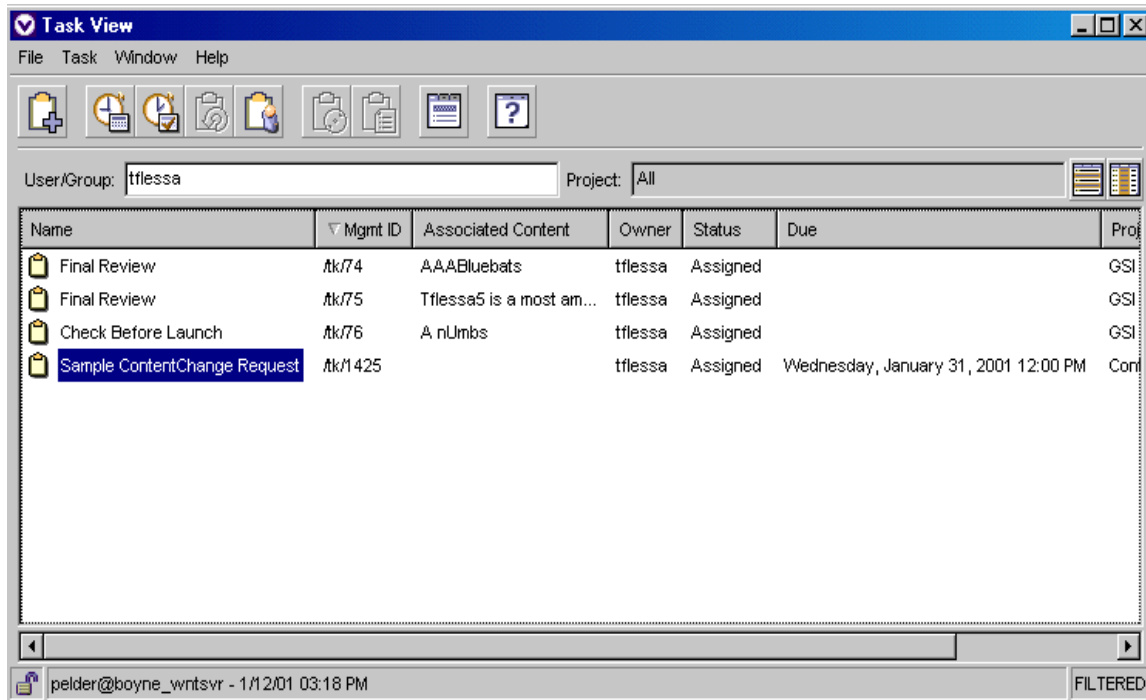 Task View
File Task Window Help
User/Group: tflessa Project: All
Name Mgmt ID Associated Content Owner Status Due Proj
Final Review /tk/74 AAABluebats tflessa Assigned GSI
Final Review /tk/75 Tflessa5 is a most am... tflessa Assigned GSI
Check Before Launch /tk/76 A nUmbs tflessa Assigned GSI
Sample ContentChange Request /tk/1425 tflessa Assigned Wednesday, January 31, 2001 12:00 PM Cont
pelder@boyne_wntsvr - 1/12/01 03:18 PM FILTERED